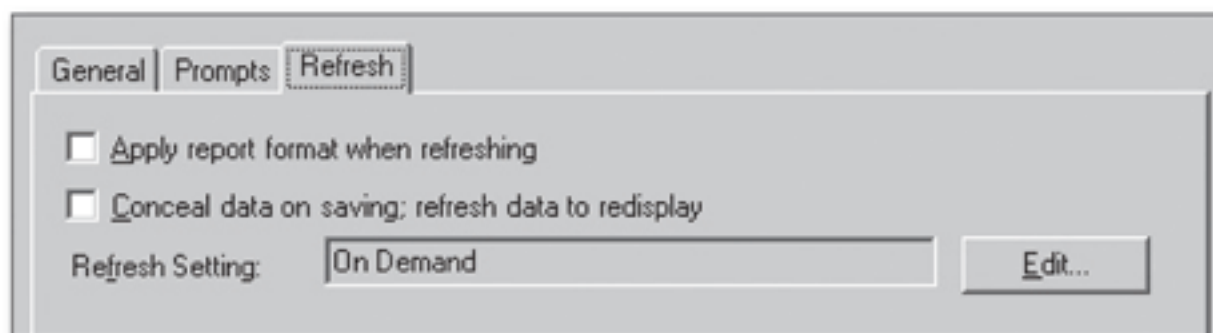 General Prompts Refresh
Apply report format when refreshing
Conceal data on saving; refresh data to redisplay
Refresh Setting: On Demand Edit...